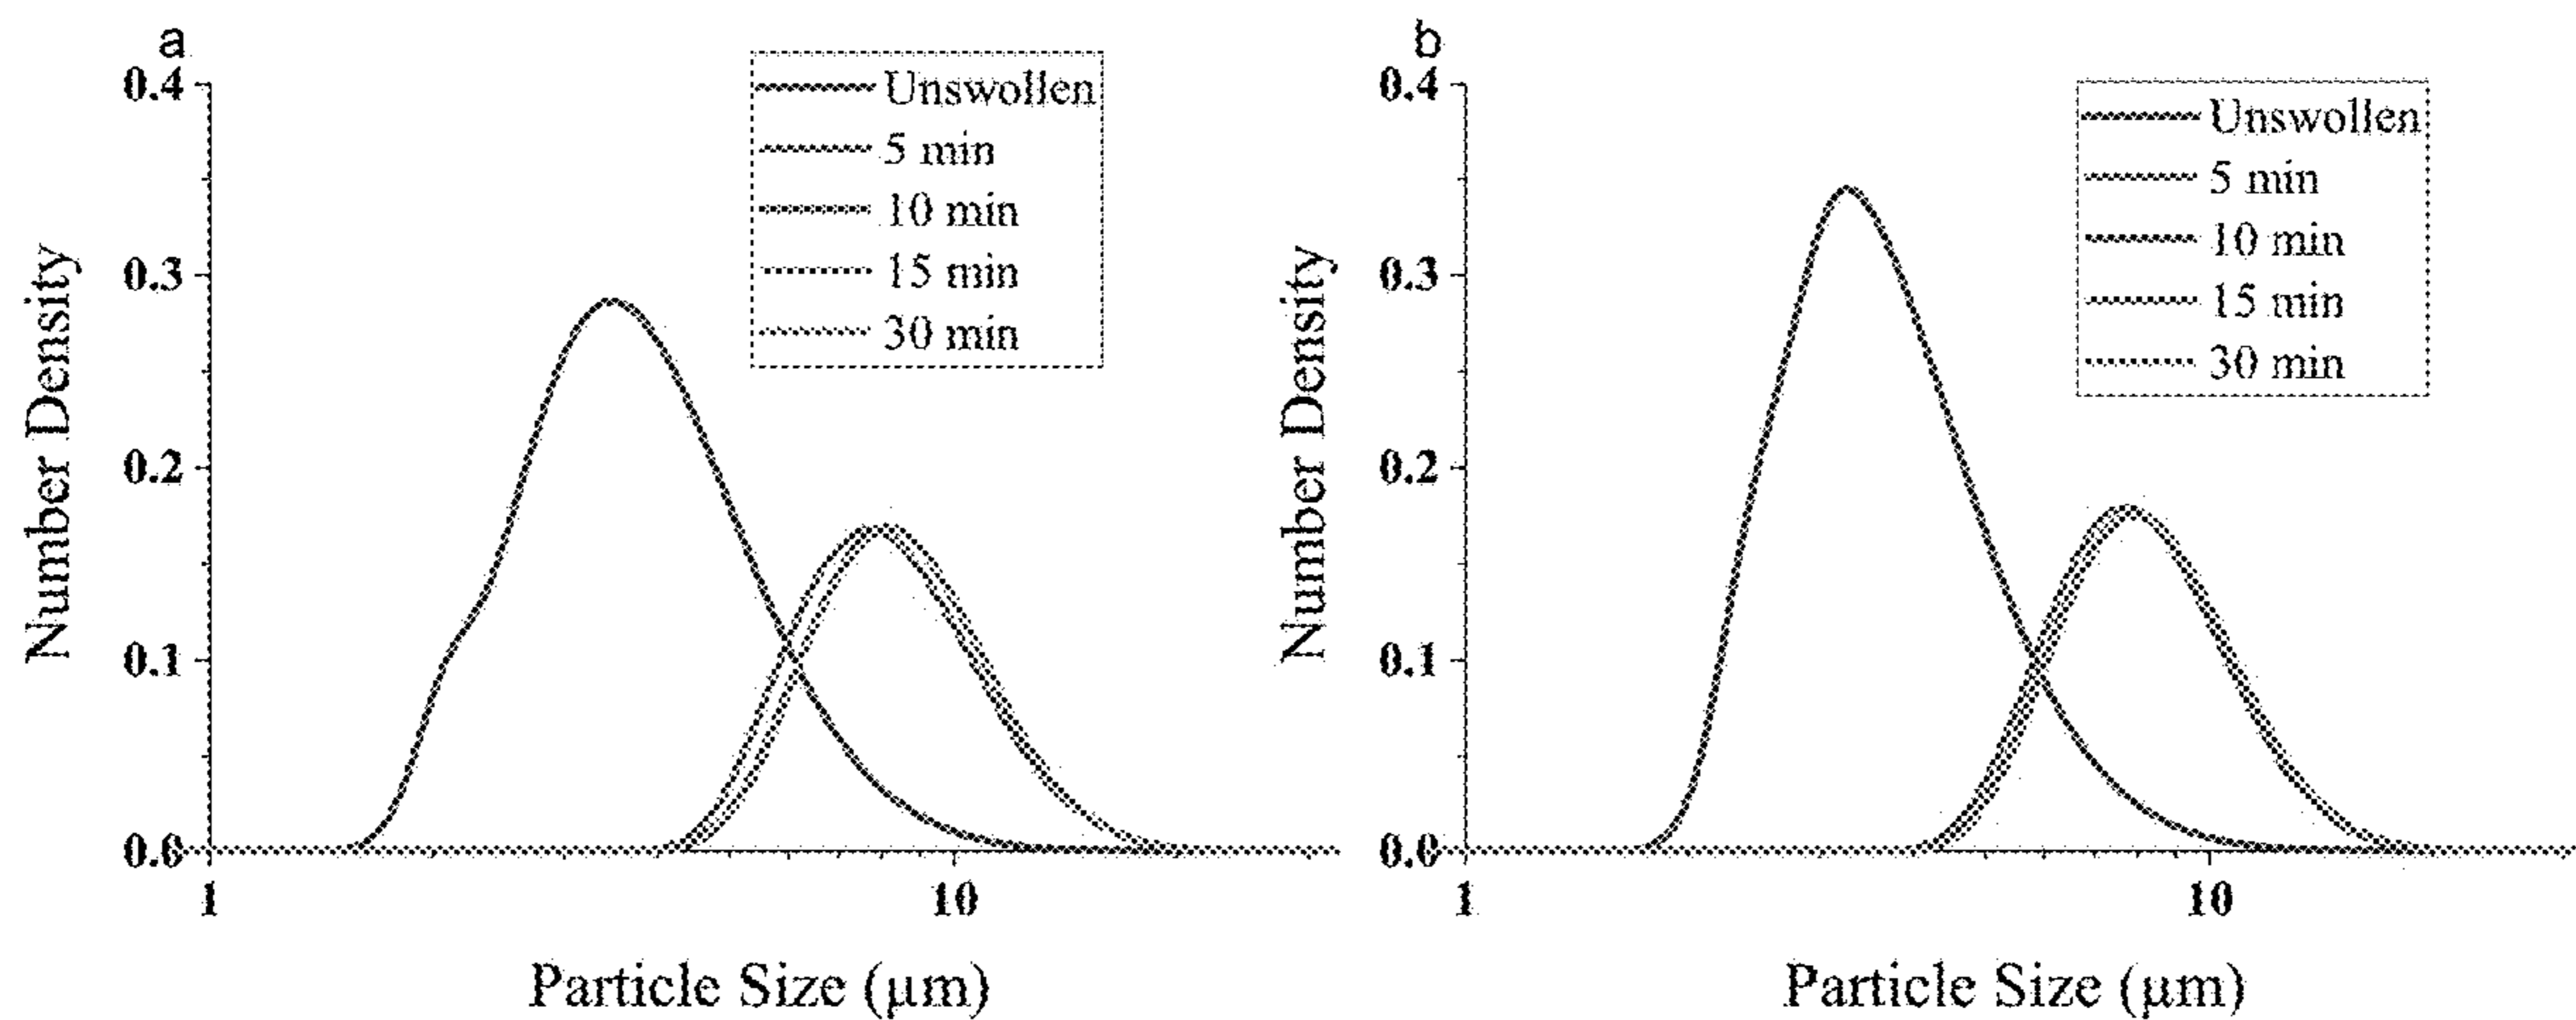 a
0.4
0.3
0.2
0.1
0.0
Number Density
Unswollen
5 min
10 min
15 min
30 min
1
10
Particle Size (μm)
b
0.4
0.3
0.2
0.1
0.0
Number Density
Unswollen
5 min
10 min
15 min
30 min
1
10
Particle Size (μm)